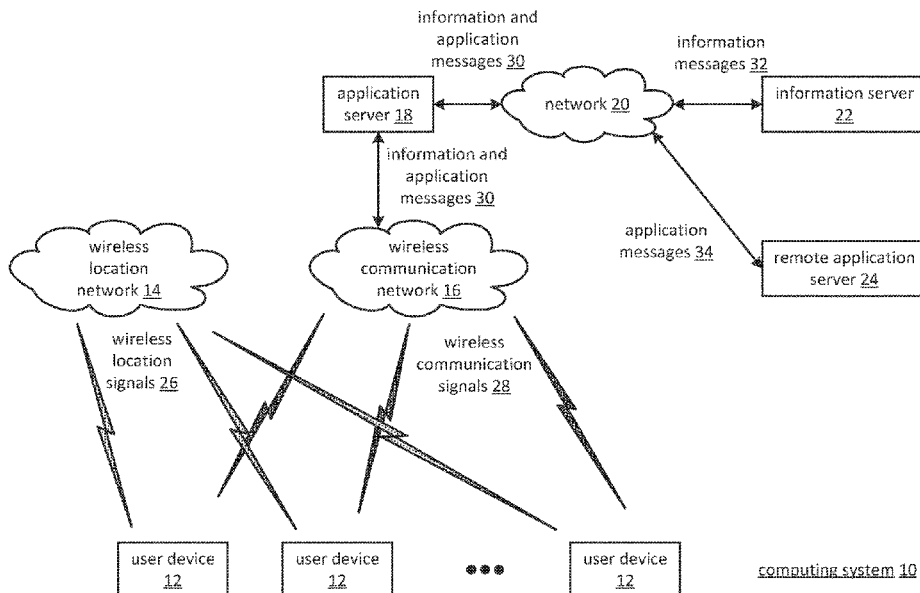 information and
application
messages 30
information
messages 32
application
server 18
network 20
information server
22
information and
application
messages 30
application
messages 34
remote application
server 24
wireless
location
network 14
wireless
communication
network 16
wireless
location
signals 26
wireless
communication
signals 28
user device
12
user device
12
user device
12
computing system 10